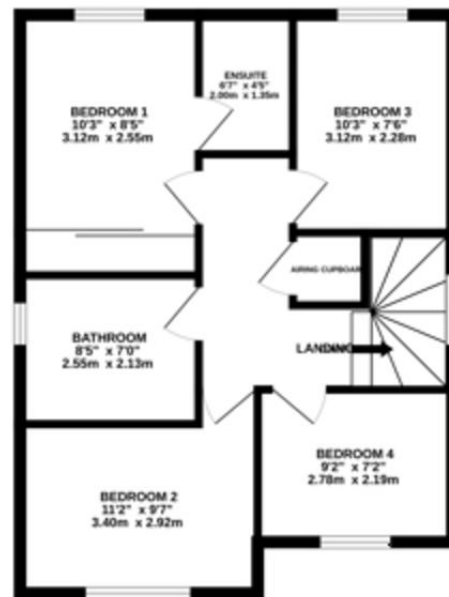 BEDROOM 1
10'3" x 8'5"
3.12m x 2.55m
ENSUITE
6'7" x 4'5"
2.00m x 1.35m
BEDROOM 3
10'3" x 7'6"
3.12m x 2.28m
AIRING CUPBOARD
BATHROOM
8'5" x 7'0"
2.55m x 2.13m
LANDING
BEDROOM 4
9'2" x 7'2"
2.78m x 2.19m
BEDROOM 2
11'2" x 9'7"
3.40m x 2.92m